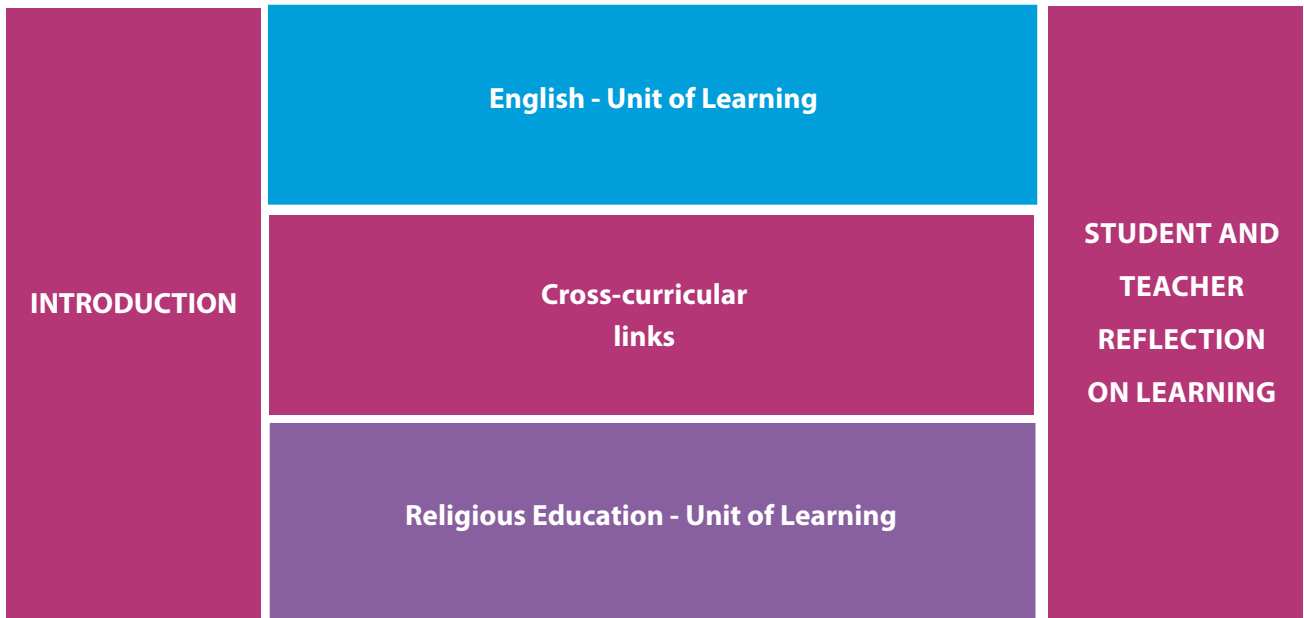 INTRODUCTION
English - Unit of Learning
Cross-curricular
links
Religious Education - Unit of Learning
STUDENT AND
TEACHER
REFLECTION
ON LEARNING